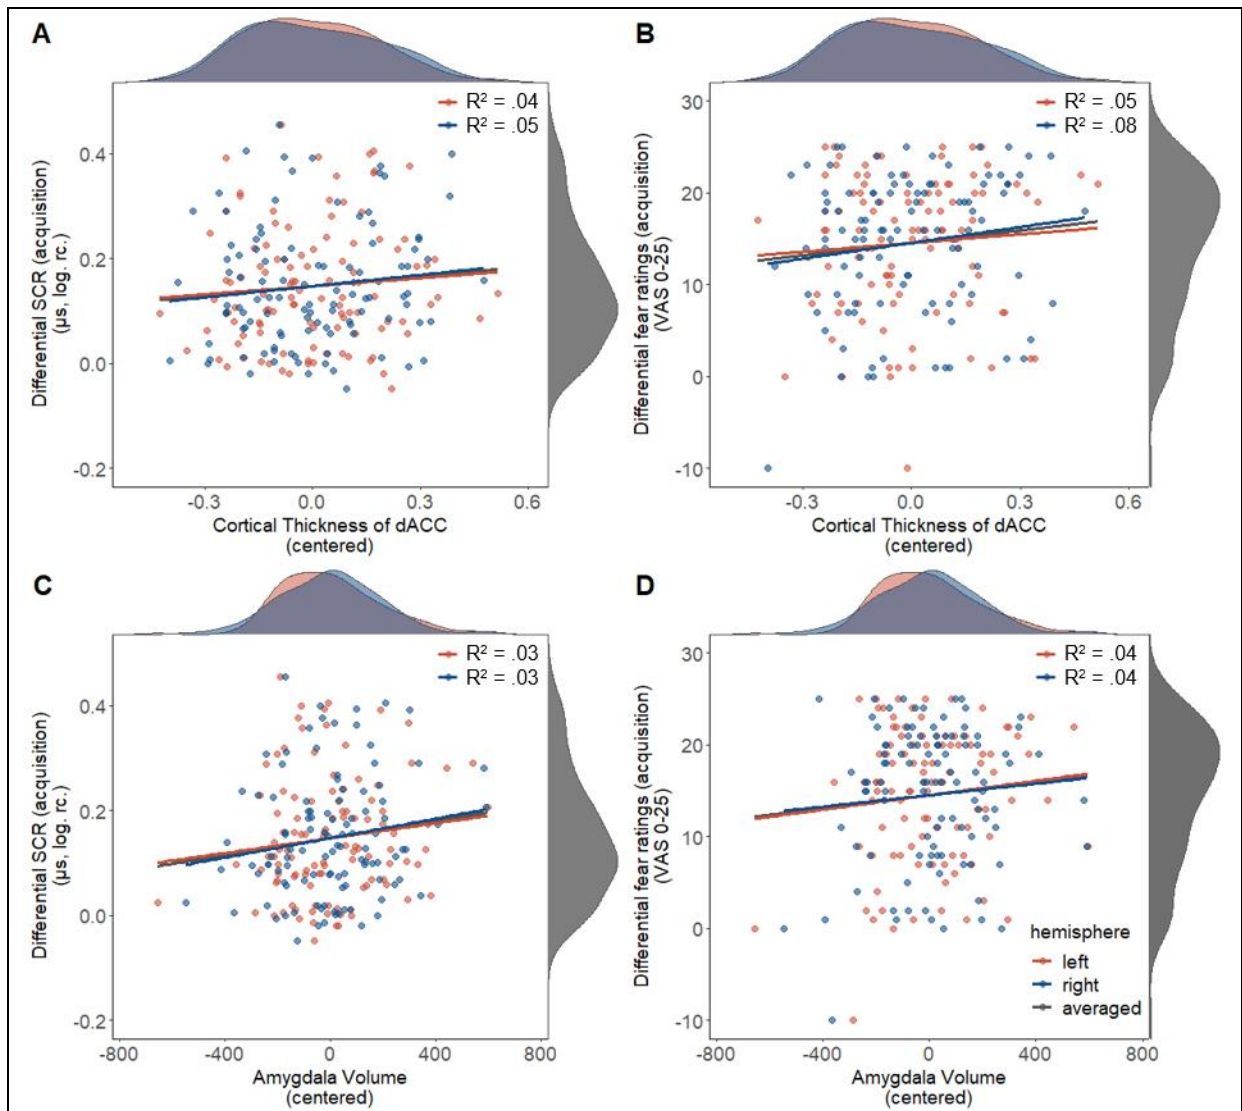 A
R² = .04
R² = .05
0.4
0.2
0.0
-0.2
Differential SCR (acquisition)
(µs, log. rc.)
-0.3 0.0 0.3 0.6
Cortical Thickness of dACC
(centered)
B
R² = .05
R² = .08
30
20
10
0
-10
Differential fear ratings (acquisition)
(VAS 0-25)
-0.3 0.0 0.3 0.6
Cortical Thickness of dACC
(centered)
C
R² = .03
R² = .03
0.4
0.2
0.0
-0.2
Differential SCR (acquisition)
(µs, log. rc.)
-800 -400 0 400 800
Amygdala Volume
(centered)
D
R² = .04
R² = .04
30
20
10
0
-10
Differential fear ratings (acquisition)
(VAS 0-25)
hemisphere
left
right
averaged
-800 -400 0 400 800
Amygdala Volume
(centered)